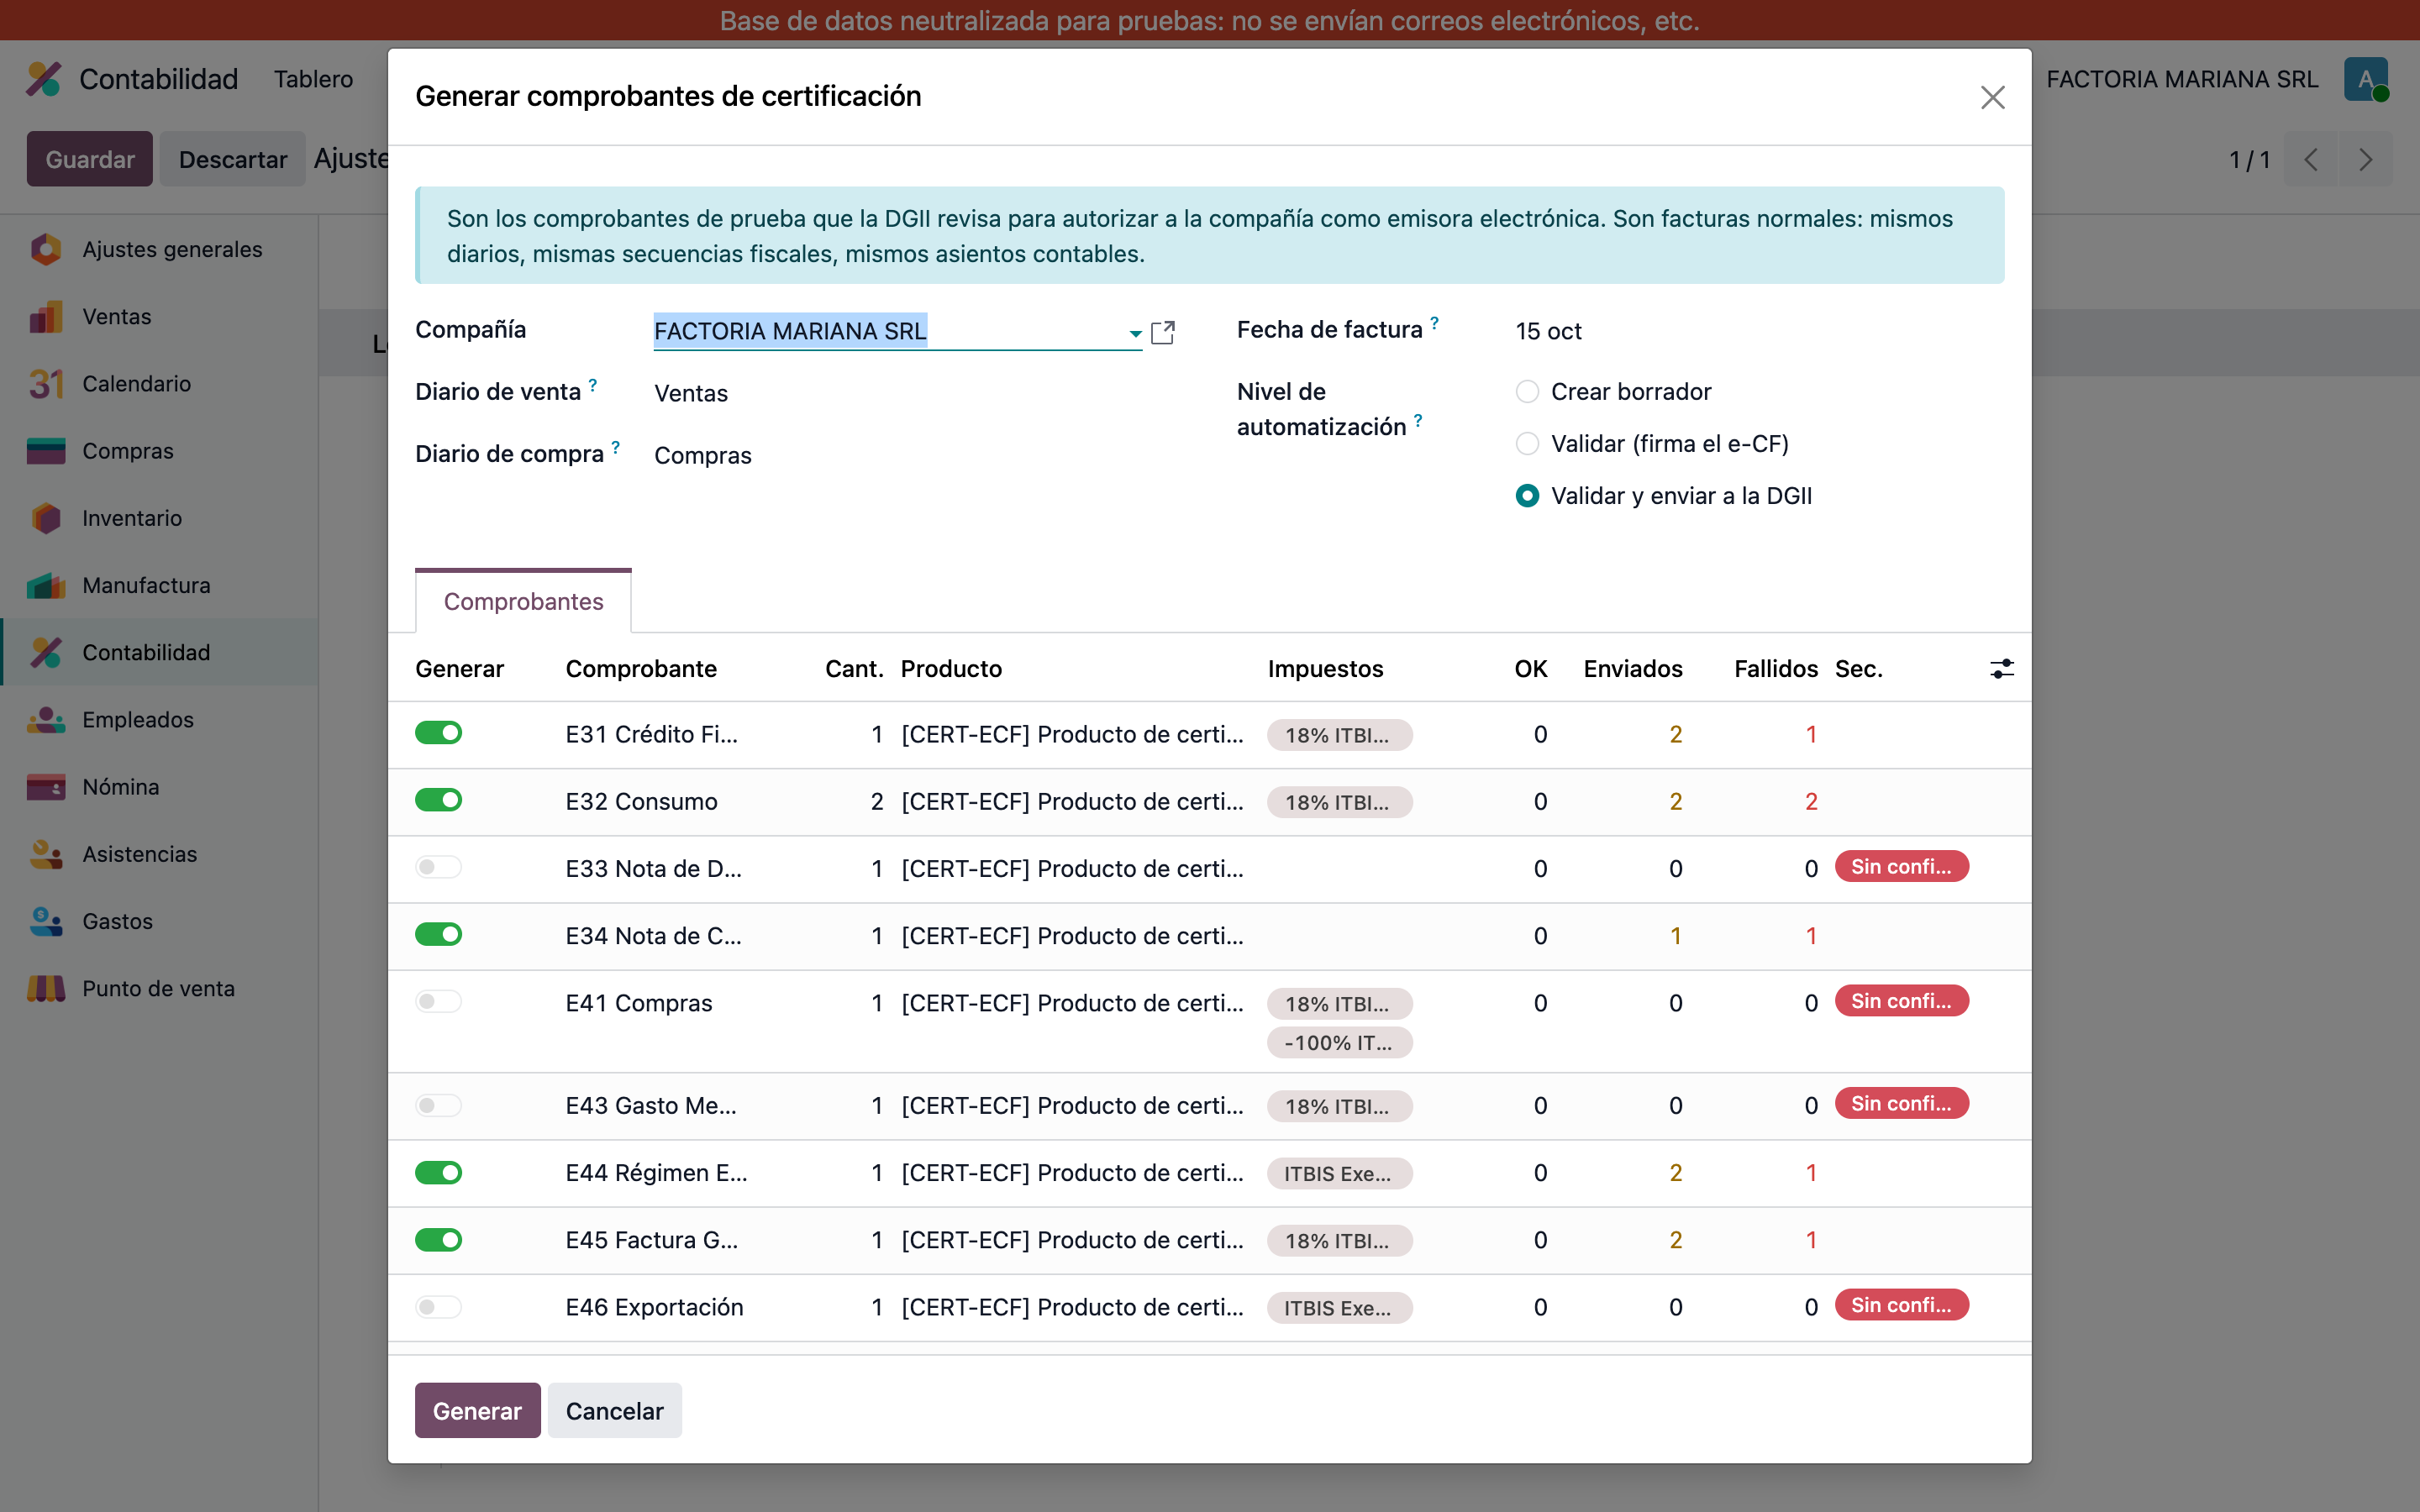 Base de datos neutralizada para pruebas: no se envían correos electrónicos, etc.
Contabilidad
Tablero
FACTORIA MARIANA SRL
A
Guardar
Descartar
Ajuste
1 / 1
Ajustes generales
Ventas
31 Calendario
Compras
Inventario
Manufactura
Contabilidad
Empleados
Nómina
Asistencias
Gastos
Punto de venta
Generar comprobantes de certificación
Son los comprobantes de prueba que la DGII revisa para autorizar a la compañía como emisora electrónica. Son facturas normales: mismos
diarios, mismas secuencias fiscales, mismos asientos contables.
Compañía
FACTORIA MARIANA SRL
Diario de venta ?
Ventas
Diario de compra ?
Compras
Fecha de factura ?
15 oct
Nivel de
automatización ?
Crear borrador
Validar (firma el e-CF)
Validar y enviar a la DGII
Comprobantes
Generar Comprobante Cant. Producto Impuestos OK Enviados Fallidos Sec.
E31 Crédito Fi... 1 [CERT-ECF] Producto de certi... 18% ITBI... 0 2 1
E32 Consumo 2 [CERT-ECF] Producto de certi... 18% ITBI... 0 2 2
E33 Nota de D... 1 [CERT-ECF] Producto de certi... 0 0 0 Sin confi...
E34 Nota de C... 1 [CERT-ECF] Producto de certi... 0 1 1
E41 Compras 1 [CERT-ECF] Producto de certi... 18% ITBI... 0 0 0 Sin confi...
-100% IT...
E43 Gasto Me... 1 [CERT-ECF] Producto de certi... 18% ITBI... 0 0 0 Sin confi...
E44 Régimen E... 1 [CERT-ECF] Producto de certi... ITBIS Exe... 0 2 1
E45 Factura G... 1 [CERT-ECF] Producto de certi... 18% ITBI... 0 2 1
E46 Exportación 1 [CERT-ECF] Producto de certi... ITBIS Exe... 0 0 0 Sin confi...
Generar
Cancelar